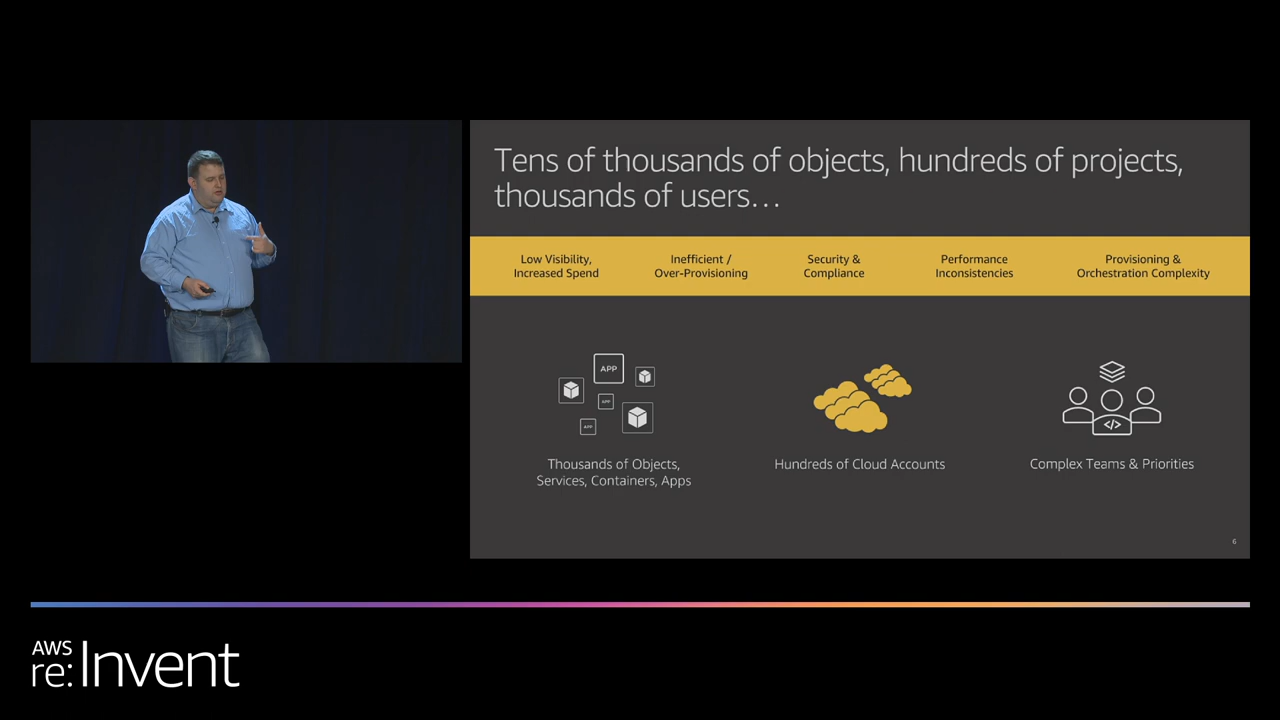 Tens of thousands of objects, hundreds of projects,
thousands of users...
Low Visibility,
Increased Spend
Inefficient /
Over-Provisioning
Security &
Compliance
Performance
Inconsistencies
Provisioning &
Orchestration Complexity
APP
APP
APP
</>
Thousands of Objects,
Services, Containers, Apps
Hundreds of Cloud Accounts
Complex Teams & Priorities
6
AWS
re:Invent